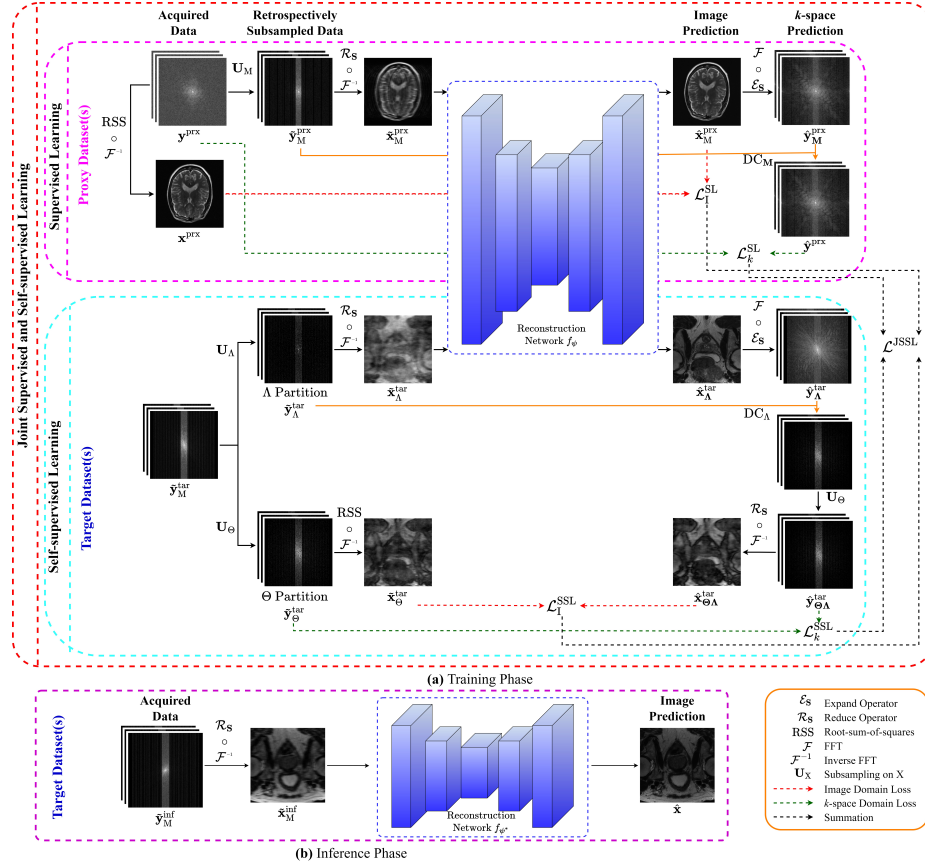 Acquired
Data
Retrospectively
Subsampled Data
Image
Prediction
k-space
Prediction
Joint Supervised and Self-supervised Learning
Supervised Learning
Proxy Dataset(s)
U_M
R_S
∘
F⁻¹
F
∘
E_S
RSS
∘
F⁻¹
y^prx
ỹ_M^prx
x̃_M^prx
x̂_M^prx
ŷ_M^prx
DC_M
x^prx
L_I^SL
ŷ^prx
L_k^SL
Reconstruction
Network f_ψ
Self-supervised Learning
Target Dataset(s)
U_Λ
R_S
∘
F⁻¹
F
∘
E_S
L^JSSL
Λ Partition
ỹ_Λ^tar
x̃_Λ^tar
x̂_Λ^tar
ŷ_Λ^tar
DC_Λ
ỹ_M^tar
U_Θ
U_Θ
RSS
∘
F⁻¹
R_S
∘
F⁻¹
Θ Partition
ỹ_Θ^tar
x̃_Θ^tar
L_I^SSL
x̂_ΘΛ^tar
ŷ_ΘΛ^tar
L_k^SSL
(a) Training Phase
Target Dataset(s)
Acquired
Data
Image
Prediction
R_S
∘
F⁻¹
ỹ_M^inf
x̃_M^inf
Reconstruction
Network f_ψ*
x̂
(b) Inference Phase
E_S Expand Operator
R_S Reduce Operator
RSS Root-sum-of-squares
F FFT
F⁻¹ Inverse FFT
U_X Subsampling on X
Image Domain Loss
k-space Domain Loss
Summation